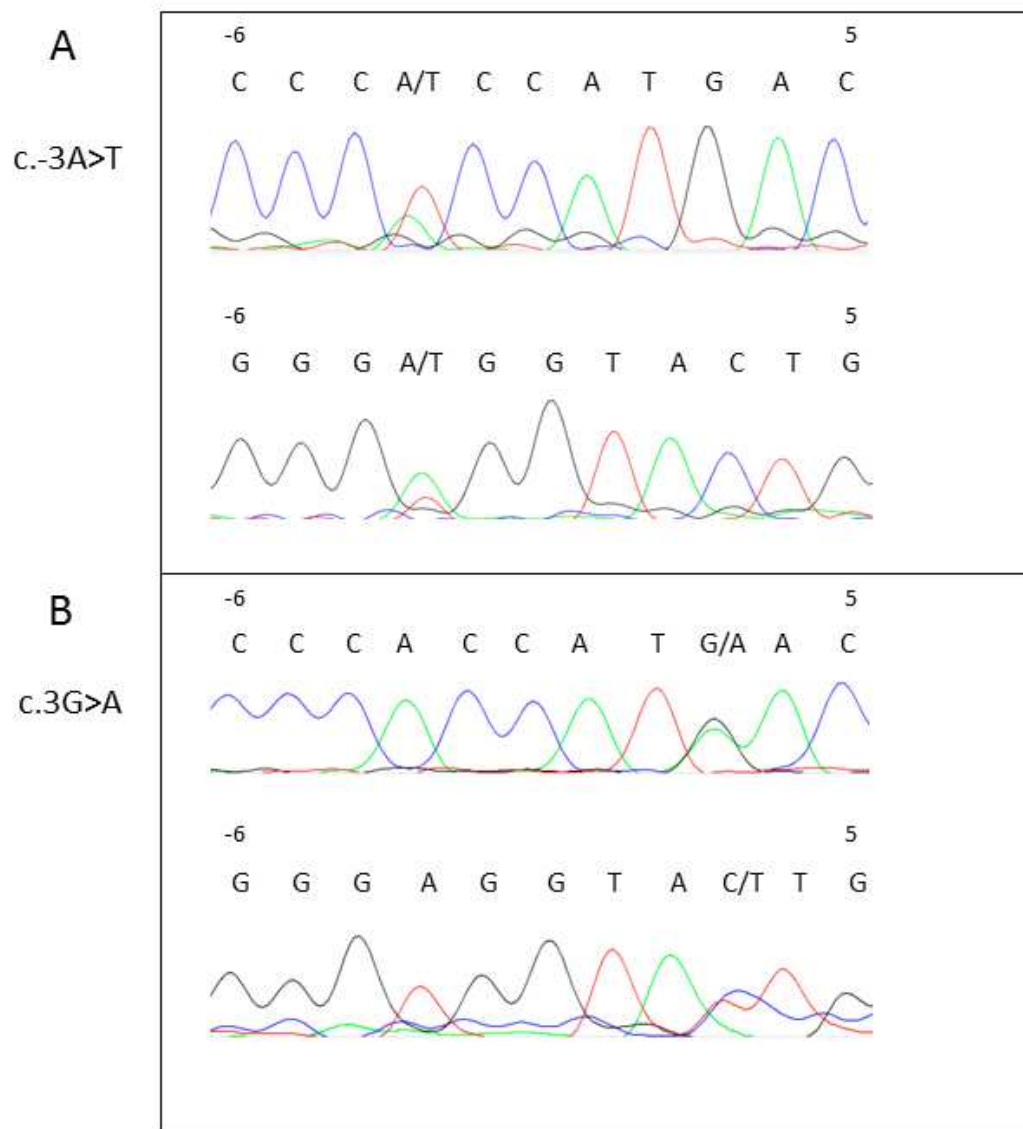 A
c.-3A>T
-6 5
C C C A/T C C A T G A C
-6 5
G G G A/T G G T A C T G
B
c.3G>A
-6 5
C C C A C C A T G/A A C
-6 5
G G G A G G T A C/T T G